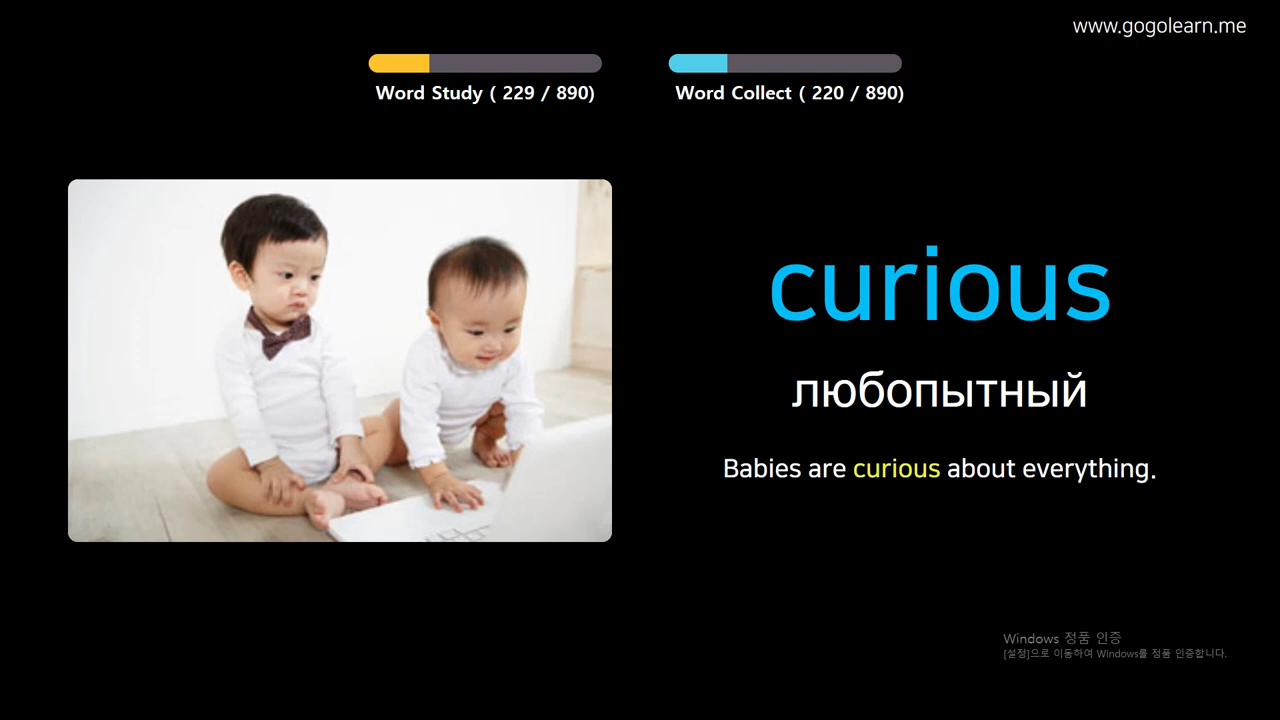 www.gogolearn.me
Word Study ( 229 / 890)
Word Collect ( 220 / 890)
curious
любопытный
Babies are curious about everything.
Windows 정품 인증
[설정]으로 이동하여 Windows를 정품 인증합니다.